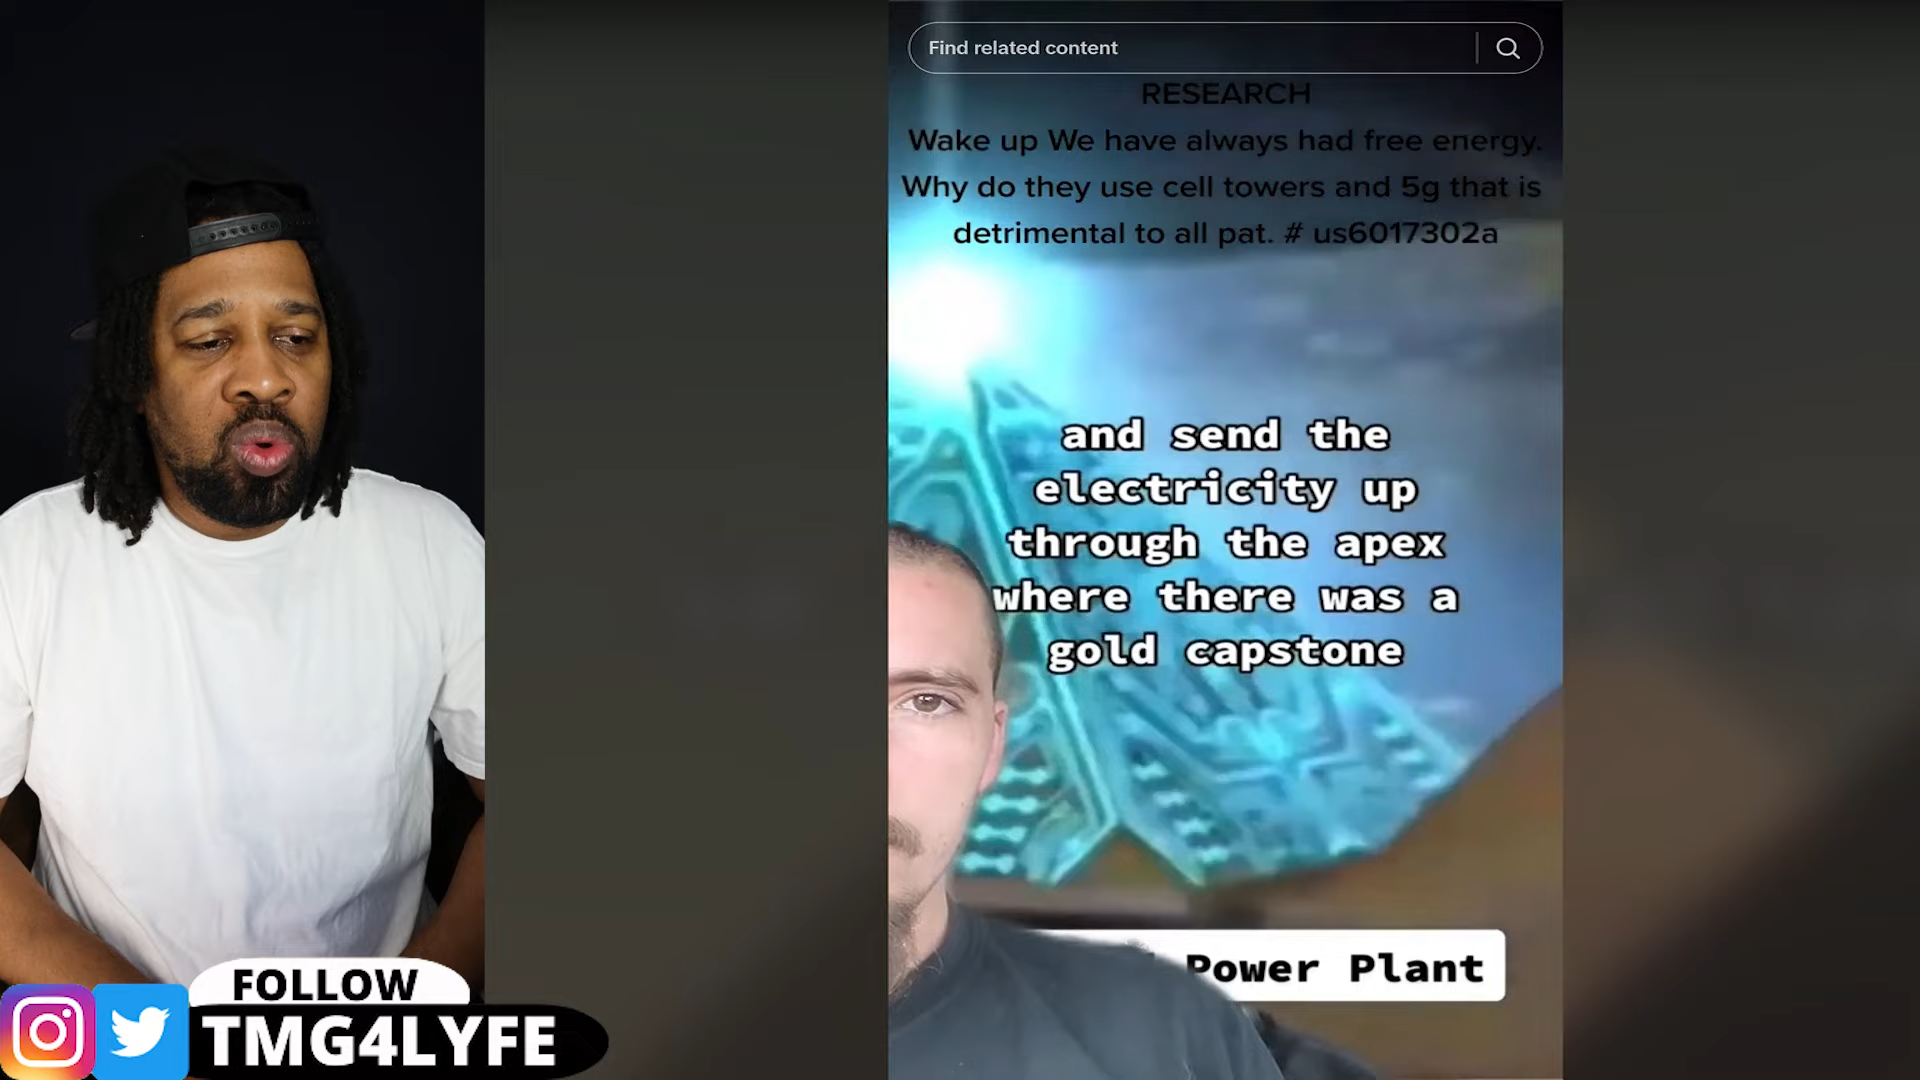 Find related content
RESEARCH
Wake up We have always had free energy.
Why do they use cell towers and 5g that is
detrimental to all pat. # us6017302a
and send the
electricity up
through the apex
where there was a
gold capstone
Power Plant
FOLLOW
TMG4LYFE